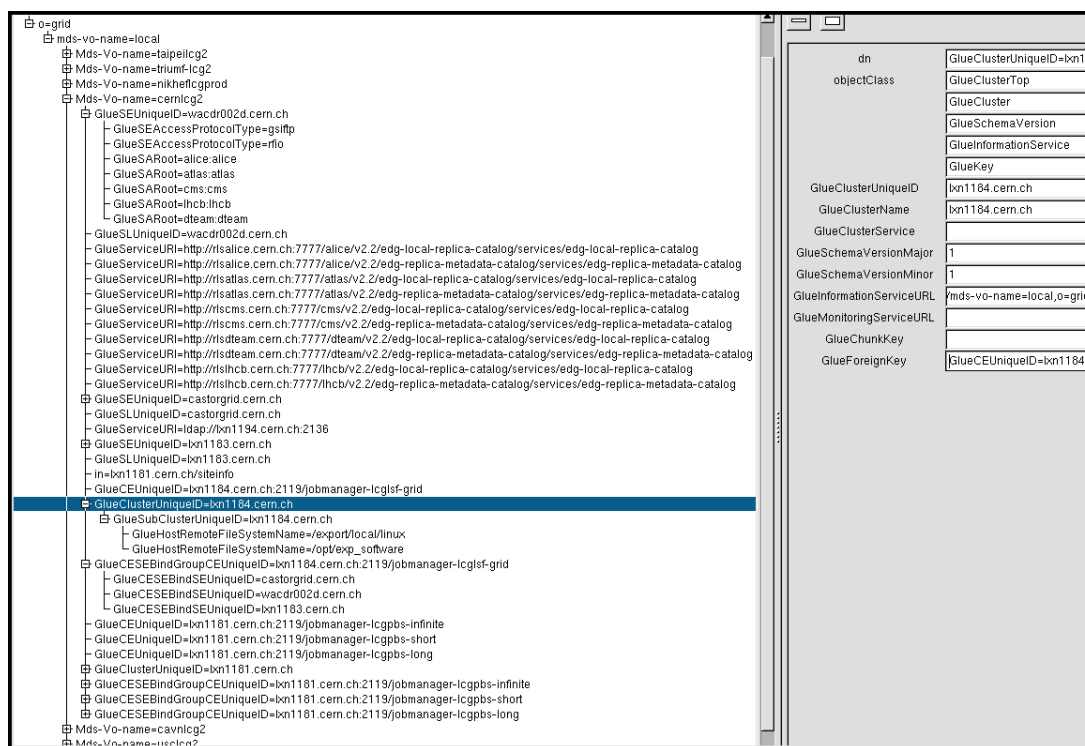 o=grid
mds-vo-name=local
Mds-Vo-name=taipeilcg2
Mds-Vo-name=triumf-lcg2
Mds-Vo-name=nikheflcgprod
Mds-Vo-name=cernlcg2
GlueSEUniqueID=wacdr002d.cern.ch
GlueSEAccessProtocolType=gsiftp
GlueSEAccessProtocolType=rfio
GlueSARoot=alice:alice
GlueSARoot=atlas:atlas
GlueSARoot=cms:cms
GlueSARoot=lhcb:lhcb
GlueSARoot=dteam:dteam
GlueSLUniqueID=wacdr002d.cern.ch
GlueServiceURI=http://rlsalice.cern.ch:7777/alice/v2.2/edg-local-replica-catalog/services/edg-local-replica-catalog
GlueServiceURI=http://rlsalice.cern.ch:7777/alice/v2.2/edg-replica-metadata-catalog/services/edg-replica-metadata-catalog
GlueServiceURI=http://rlsatlas.cern.ch:7777/atlas/v2.2/edg-local-replica-catalog/services/edg-local-replica-catalog
GlueServiceURI=http://rlsatlas.cern.ch:7777/atlas/v2.2/edg-replica-metadata-catalog/services/edg-replica-metadata-catalog
GlueServiceURI=http://rlscms.cern.ch:7777/cms/v2.2/edg-local-replica-catalog/services/edg-local-replica-catalog
GlueServiceURI=http://rlscms.cern.ch:7777/cms/v2.2/edg-replica-metadata-catalog/services/edg-replica-metadata-catalog
GlueServiceURI=http://rlsdteam.cern.ch:7777/dteam/v2.2/edg-local-replica-catalog/services/edg-local-replica-catalog
GlueServiceURI=http://rlsdteam.cern.ch:7777/dteam/v2.2/edg-replica-metadata-catalog/services/edg-replica-metadata-catalog
GlueServiceURI=http://rlslhcb.cern.ch:7777/lhcb/v2.2/edg-local-replica-catalog/services/edg-local-replica-catalog
GlueServiceURI=http://rlslhcb.cern.ch:7777/lhcb/v2.2/edg-replica-metadata-catalog/services/edg-replica-metadata-catalog
GlueSEUniqueID=castorgrid.cern.ch
GlueSLUniqueID=castorgrid.cern.ch
GlueServiceURI=ldap://lxn1194.cern.ch:2136
GlueSEUniqueID=lxn1183.cern.ch
GlueSLUniqueID=lxn1183.cern.ch
in=lxn1181.cern.ch/siteinfo
GlueCEUniqueID=lxn1184.cern.ch:2119/jobmanager-lcglsf-grid
GlueClusterUniqueID=lxn1184.cern.ch
GlueSubClusterUniqueID=lxn1184.cern.ch
GlueHostRemoteFileSystemName=/export/local/linux
GlueHostRemoteFileSystemName=/opt/exp_software
GlueCESEBindGroupCEUniqueID=lxn1184.cern.ch:2119/jobmanager-lcglsf-grid
GlueCESEBindSEUniqueID=castorgrid.cern.ch
GlueCESEBindSEUniqueID=wacdr002d.cern.ch
GlueCESEBindSEUniqueID=lxn1183.cern.ch
GlueCEUniqueID=lxn1181.cern.ch:2119/jobmanager-lcgpbs-infinite
GlueCEUniqueID=lxn1181.cern.ch:2119/jobmanager-lcgpbs-short
GlueCEUniqueID=lxn1181.cern.ch:2119/jobmanager-lcgpbs-long
GlueClusterUniqueID=lxn1181.cern.ch
GlueCESEBindGroupCEUniqueID=lxn1181.cern.ch:2119/jobmanager-lcgpbs-infinite
GlueCESEBindGroupCEUniqueID=lxn1181.cern.ch:2119/jobmanager-lcgpbs-short
GlueCESEBindGroupCEUniqueID=lxn1181.cern.ch:2119/jobmanager-lcgpbs-long
Mds-Vo-name=cavnlcg2
Mds-Vo-name=usclcg2
dn GlueClusterUniqueID=lxn1
objectClass GlueClusterTop
GlueCluster
GlueSchemaVersion
GlueInformationService
GlueKey
GlueClusterUniqueID lxn1184.cern.ch
GlueClusterName lxn1184.cern.ch
GlueClusterService
GlueSchemaVersionMajor 1
GlueSchemaVersionMinor 1
GlueInformationServiceURL /mds-vo-name=local,o=gri
GlueMonitoringServiceURL
GlueChunkKey
GlueForeignKey GlueCEUniqueID=lxn1184